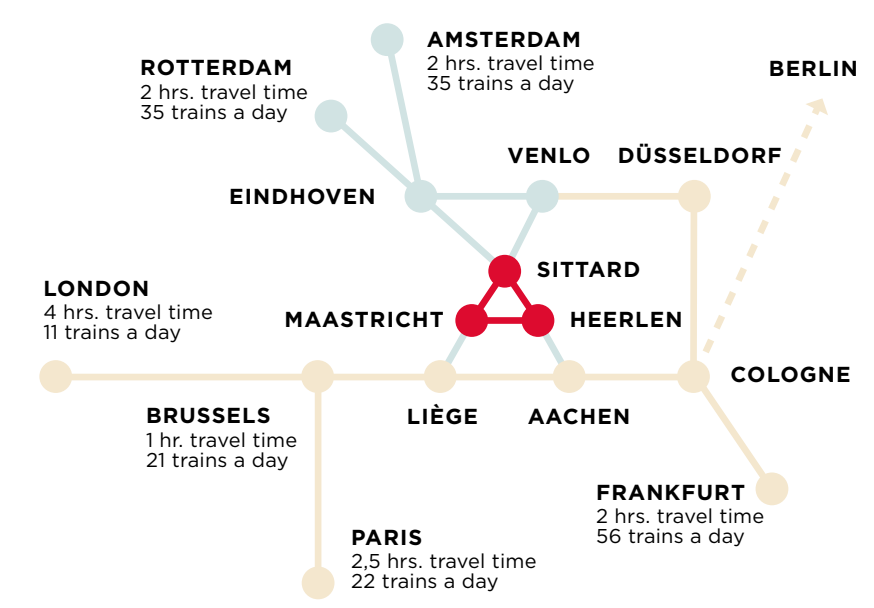 AMSTERDAM
2 hrs. travel time
35 trains a day
ROTTERDAM
2 hrs. travel time
35 trains a day
BERLIN
VENLO
DÜSSELDORF
EINDHOVEN
SITTARD
LONDON
4 hrs. travel time
11 trains a day
MAASTRICHT
HEERLEN
COLOGNE
BRUSSELS
1 hr. travel time
21 trains a day
LIÈGE
AACHEN
FRANKFURT
2 hrs. travel time
56 trains a day
PARIS
2,5 hrs. travel time
22 trains a day